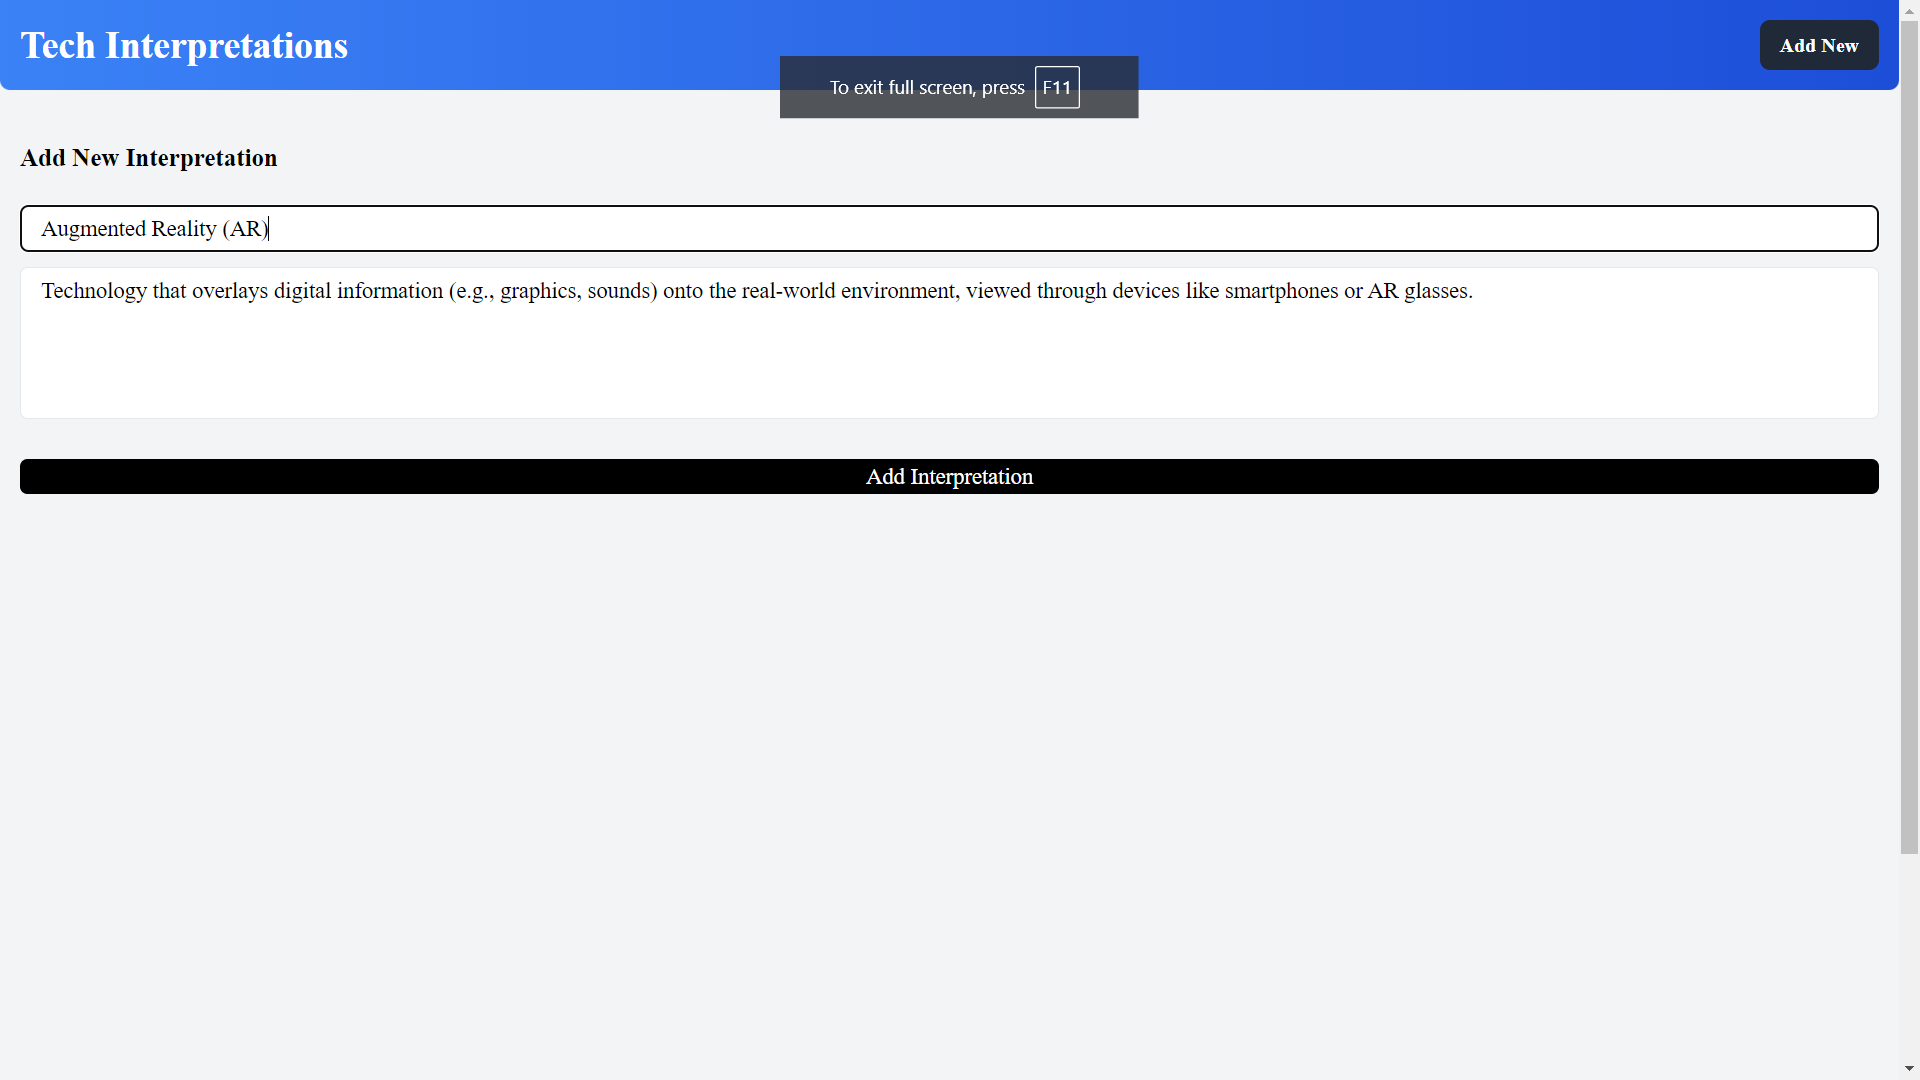 Tech Interpretations
Add New
To exit full screen, press F11
Add New Interpretation
Augmented Reality (AR)
Technology that overlays digital information (e.g., graphics, sounds) onto the real-world environment, viewed through devices like smartphones or AR glasses.
Add Interpretation